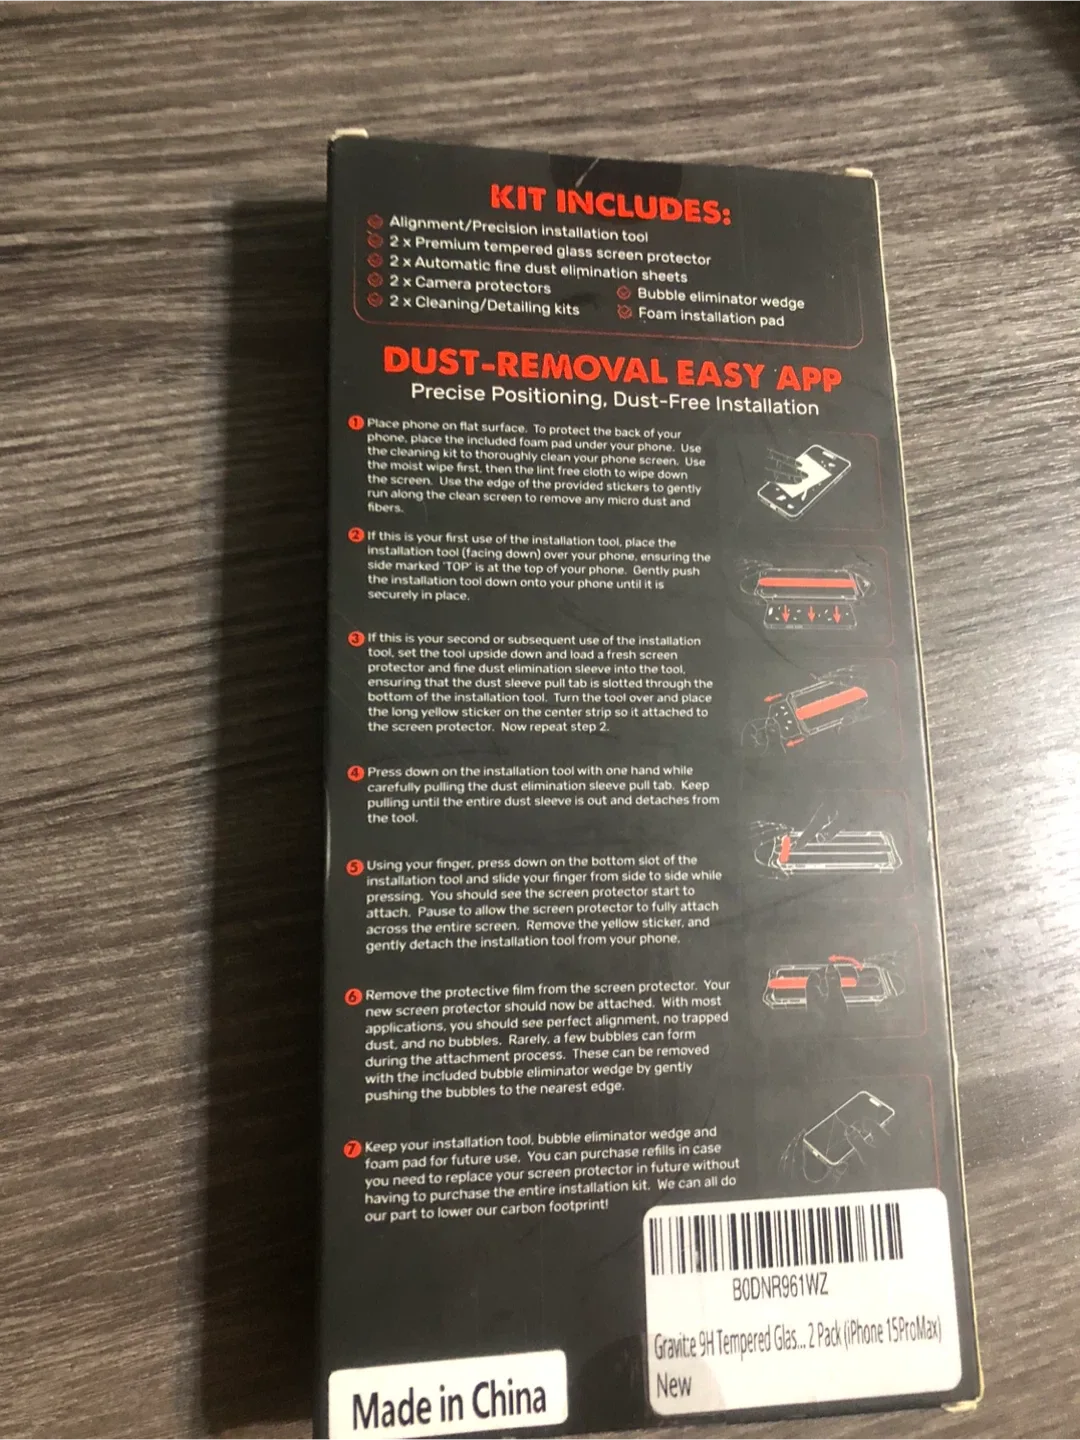 KIT INCLUDES:
Alignment/Precision installation tool
2 x Premium tempered glass screen protector
2 x Automatic fine dust elimination sheets
2 x Camera protectors
Bubble eliminator wedge
2 x Cleaning/Detailing kits
Foam installation pad
DUST-REMOVAL EASY APP
Precise Positioning, Dust-Free Installation
1 Place phone on flat surface. To protect the back of your
phone, place the included foam pad under your phone. Use
the cleaning kit to thoroughly clean your phone screen. Use
the moist wipe first, then the lint free cloth to wipe down
the screen. Use the edge of the provided stickers to gently
run along the clean screen to remove any micro dust and
fibers.
2 If this is your first use of the installation tool, place the
installation tool (facing down) over your phone, ensuring the
side marked 'TOP' is at the top of your phone. Gently push
the installation tool down onto your phone until it is
securely in place.
3 If this is your second or subsequent use of the installation
tool, set the tool upside down and load a fresh screen
protector and fine dust elimination sleeve into the tool,
ensuring that the dust sleeve pull tab is slotted through the
bottom of the installation tool. Turn the tool over and place
the long yellow sticker on the center strip so it attached to
the screen protector. Now repeat step 2.
4 Press down on the installation tool with one hand while
carefully pulling the dust elimination sleeve pull tab. Keep
pulling until the entire dust sleeve is out and detaches from
the tool.
5 Using your finger, press down on the bottom slot of the
installation tool and slide your finger from side to side while
pressing. You should see the screen protector start to
attach. Pause to allow the screen protector to fully attach
across the entire screen. Remove the yellow sticker, and
gently detach the installation tool from your phone.
6 Remove the protective film from the screen protector. Your
new screen protector should now be attached. With most
applications, you should see perfect alignment, no trapped
dust, and no bubbles. Rarely, a few bubbles can form
during the attachment process. These can be removed
with the included bubble eliminator wedge by gently
pushing the bubbles to the nearest edge.
7 Keep your installation tool, bubble eliminator wedge and
foam pad for future use. You can purchase refills in case
you need to replace your screen protector in future without
having to purchase the entire installation kit. We can all do
our part to lower our carbon footprint!
B0DNR961WZ
Gravitte 9H Tempered Glas... 2 Pack (iPhone 15ProMax)
New
Made in China